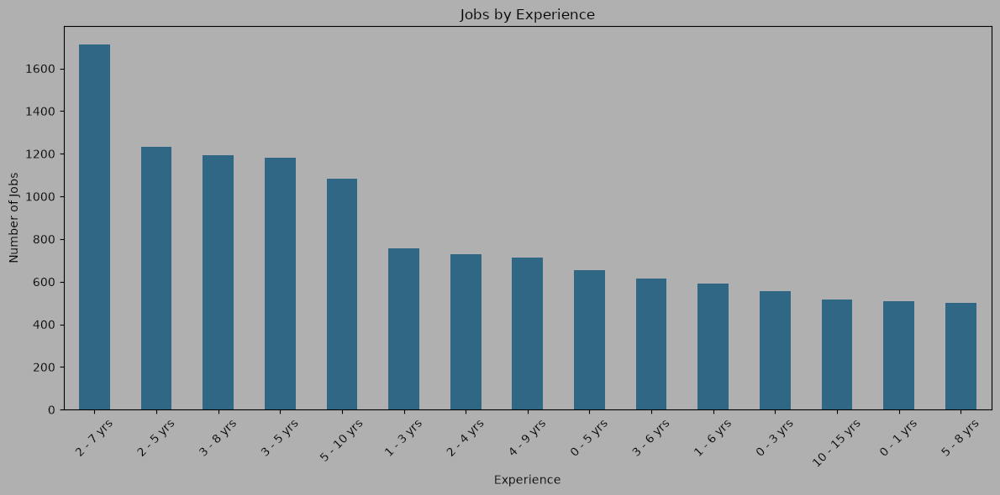 Jobs by Experience
Number of Jobs
1600
1400
1200
1000
800
600
400
200
0
2 - 7 yrs
2 - 5 yrs
3 - 8 yrs
3 - 5 yrs
5 - 10 yrs
1 - 3 yrs
2 - 4 yrs
4 - 9 yrs
0 - 5 yrs
3 - 6 yrs
1 - 6 yrs
0 - 3 yrs
10 - 15 yrs
0 - 1 yrs
5 - 8 yrs
Experience